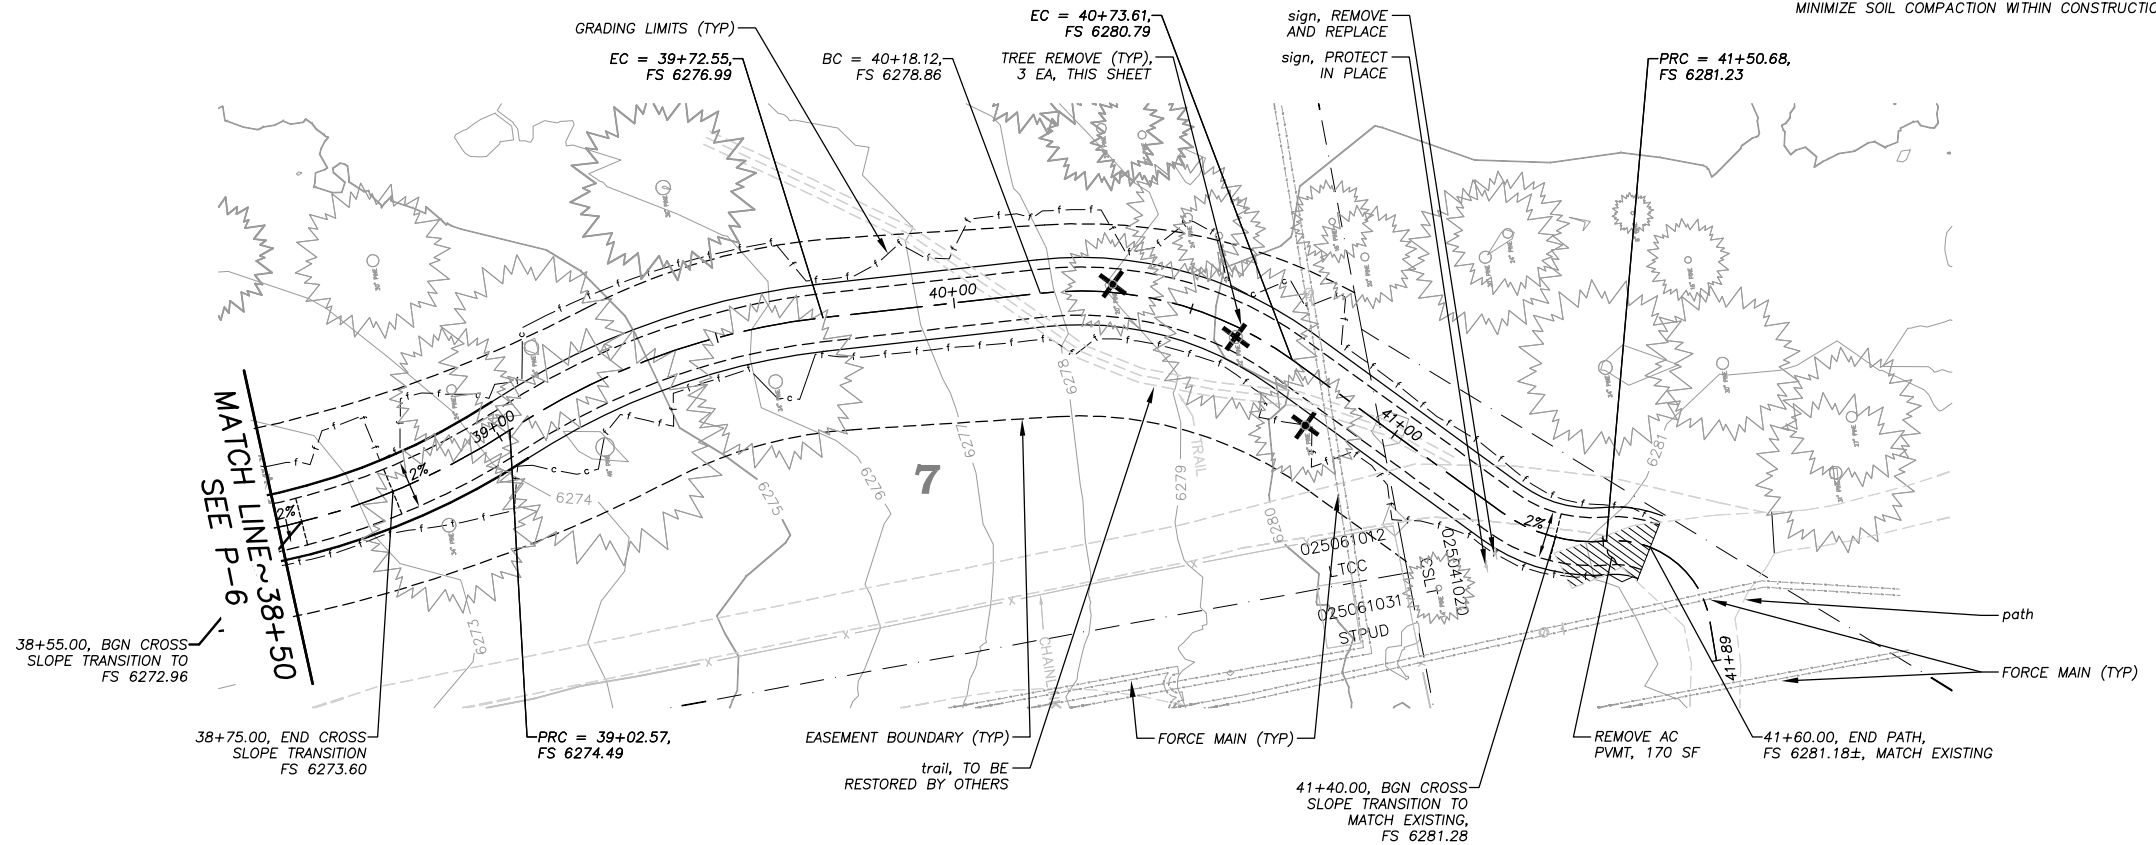 MINIMIZE SOIL COMPACTION WITHIN CONSTRUCTIO
GRADING LIMITS (TYP)
EC = 39+72.55,
FS 6276.99
BC = 40+18.12,
FS 6278.86
EC = 40+73.61,
FS 6280.79
TREE REMOVE (TYP),
3 EA, THIS SHEET
sign, REMOVE
AND REPLACE
sign, PROTECT
IN PLACE
PRC = 41+50.68,
FS 6281.23
40+00
39+00
41+00
41+89
2%
2%
2%
6273
6274
6275
6276
6277
6278
6279
6280
6281
7
TRAIL
CHAINL
025061012
LTCC
025061031
STPUD
CSLT
025041020
MATCH LINE~38+50
SEE P-6
38+55.00, BGN CROSS
SLOPE TRANSITION TO
FS 6272.96
38+75.00, END CROSS
SLOPE TRANSITION
FS 6273.60
PRC = 39+02.57,
FS 6274.49
EASEMENT BOUNDARY (TYP)
trail, TO BE
RESTORED BY OTHERS
FORCE MAIN (TYP)
41+40.00, BGN CROSS
SLOPE TRANSITION TO
MATCH EXISTING,
FS 6281.28
REMOVE AC
PVMT, 170 SF
41+60.00, END PATH,
FS 6281.18±, MATCH EXISTING
path
FORCE MAIN (TYP)